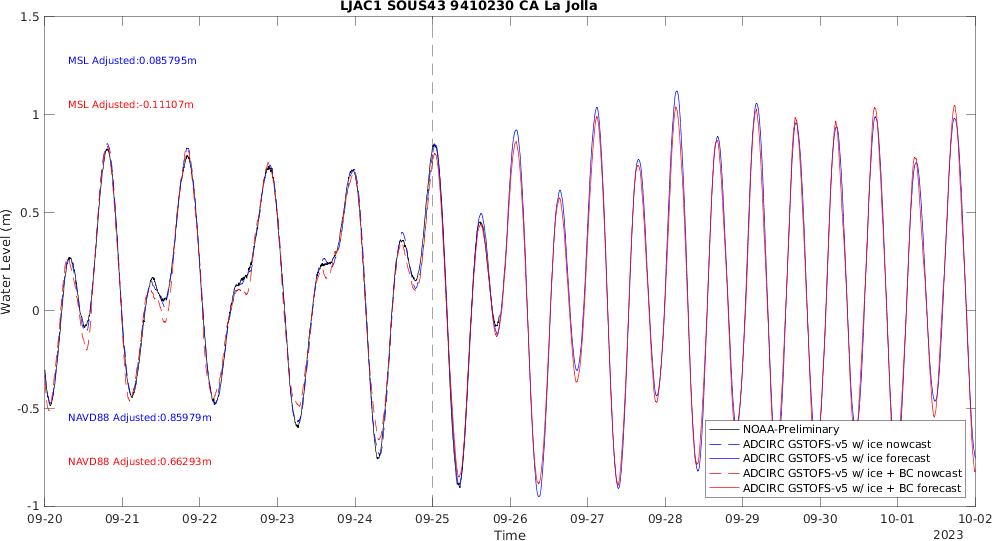 LJAC1 SOUS43 9410230 CA La Jolla
MSL Adjusted:0.085795m
MSL Adjusted:-0.11107m
NAVD88 Adjusted:0.85979m
NAVD88 Adjusted:0.66293m
Water Level (m)
1.5
1
0.5
0
-0.5
-1
NOAA-Preliminary
ADCIRC GSTOFS-v5 w/ ice nowcast
ADCIRC GSTOFS-v5 w/ ice forecast
ADCIRC GSTOFS-v5 w/ ice + BC nowcast
ADCIRC GSTOFS-v5 w/ ice + BC forecast
09-20 09-21 09-22 09-23 09-24 09-25 09-26 09-27 09-28 09-29 09-30 10-01 10-02
Time
2023